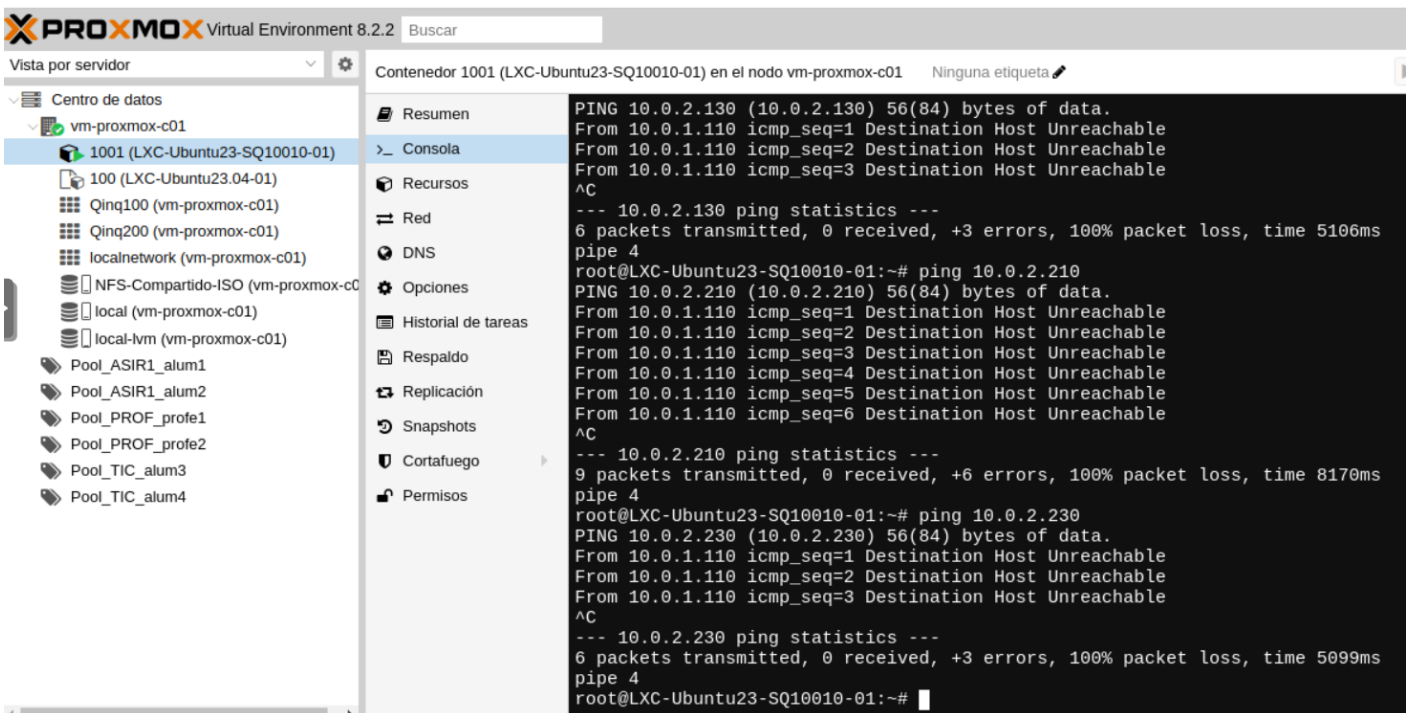 PROXMOX Virtual Environment 8.2.2 Buscar
Vista por servidor
Centro de datos
vm-proxmox-c01
1001 (LXC-Ubuntu23-SQ10010-01)
100 (LXC-Ubuntu23.04-01)
Qinq100 (vm-proxmox-c01)
Qinq200 (vm-proxmox-c01)
localnetwork (vm-proxmox-c01)
NFS-Compartido-ISO (vm-proxmox-c0
local (vm-proxmox-c01)
local-lvm (vm-proxmox-c01)
Pool_ASIR1_alum1
Pool_ASIR1_alum2
Pool_PROF_profe1
Pool_PROF_profe2
Pool_TIC_alum3
Pool_TIC_alum4
Contenedor 1001 (LXC-Ubuntu23-SQ10010-01) en el nodo vm-proxmox-c01 Ninguna etiqueta
Resumen
>_ Consola
Recursos
Red
DNS
Opciones
Historial de tareas
Respaldo
Replicación
Snapshots
Cortafuego
Permisos
PING 10.0.2.130 (10.0.2.130) 56(84) bytes of data.
From 10.0.1.110 icmp_seq=1 Destination Host Unreachable
From 10.0.1.110 icmp_seq=2 Destination Host Unreachable
From 10.0.1.110 icmp_seq=3 Destination Host Unreachable
^C
--- 10.0.2.130 ping statistics ---
6 packets transmitted, 0 received, +3 errors, 100% packet loss, time 5106ms
pipe 4
root@LXC-Ubuntu23-SQ10010-01:~# ping 10.0.2.210
PING 10.0.2.210 (10.0.2.210) 56(84) bytes of data.
From 10.0.1.110 icmp_seq=1 Destination Host Unreachable
From 10.0.1.110 icmp_seq=2 Destination Host Unreachable
From 10.0.1.110 icmp_seq=3 Destination Host Unreachable
From 10.0.1.110 icmp_seq=4 Destination Host Unreachable
From 10.0.1.110 icmp_seq=5 Destination Host Unreachable
From 10.0.1.110 icmp_seq=6 Destination Host Unreachable
^C
--- 10.0.2.210 ping statistics ---
9 packets transmitted, 0 received, +6 errors, 100% packet loss, time 8170ms
pipe 4
root@LXC-Ubuntu23-SQ10010-01:~# ping 10.0.2.230
PING 10.0.2.230 (10.0.2.230) 56(84) bytes of data.
From 10.0.1.110 icmp_seq=1 Destination Host Unreachable
From 10.0.1.110 icmp_seq=2 Destination Host Unreachable
From 10.0.1.110 icmp_seq=3 Destination Host Unreachable
^C
--- 10.0.2.230 ping statistics ---
6 packets transmitted, 0 received, +3 errors, 100% packet loss, time 5099ms
pipe 4
root@LXC-Ubuntu23-SQ10010-01:~#